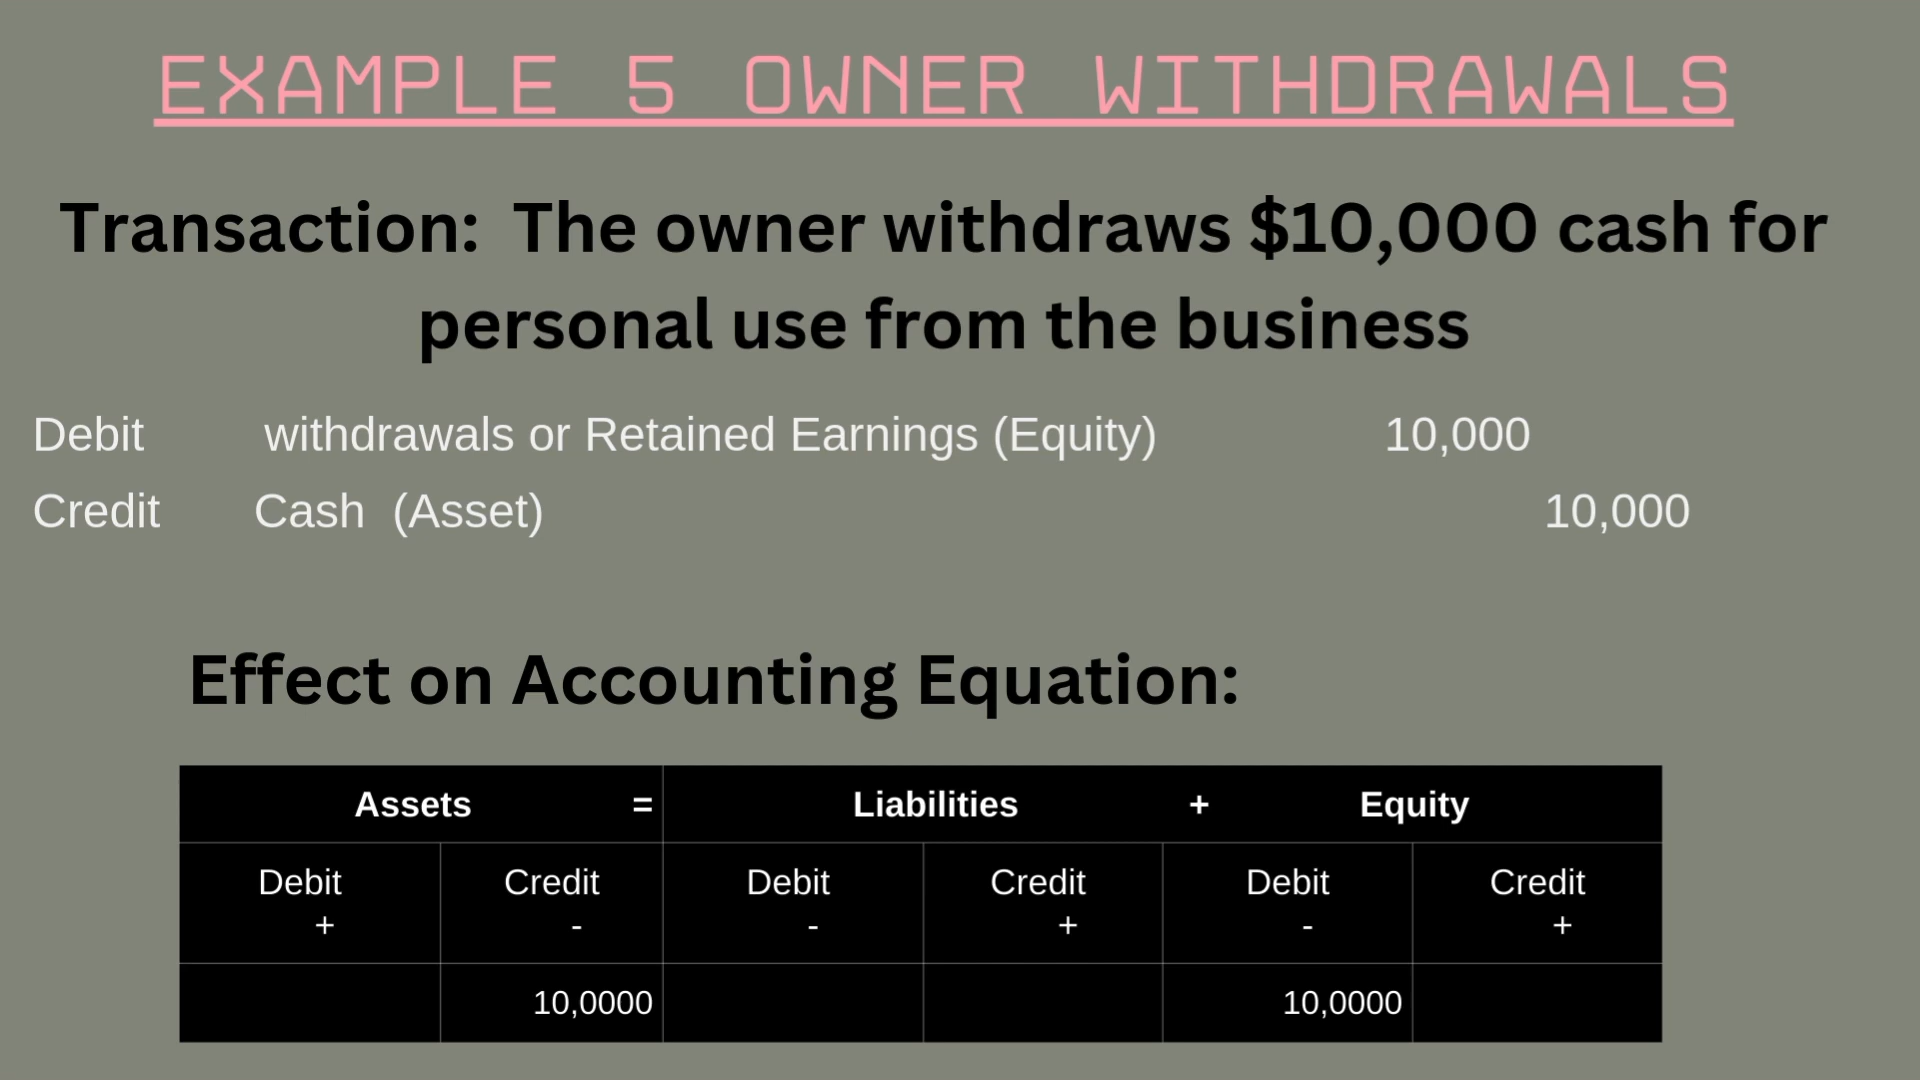 EXAMPLE 5 OWNER WITHDRAWALS
Transaction: The owner withdraws $10,000 cash for
personal use from the business
Debit withdrawals or Retained Earnings (Equity) 10,000
Credit Cash (Asset) 10,000
Effect on Accounting Equation:
Assets = Liabilities + Equity
Debit Credit Debit Credit Debit Credit
+ - - + - +
10,0000 10,0000